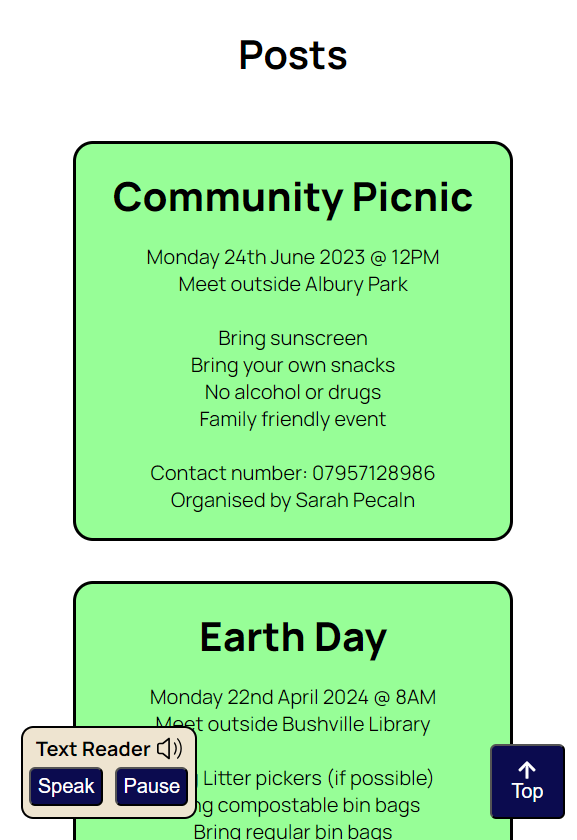 Posts
Community Picnic
Monday 24th June 2023 @ 12PM
Meet outside Albury Park
Bring sunscreen
Bring your own snacks
No alcohol or drugs
Family friendly event
Contact number: 07957128986
Organised by Sarah Pecaln
Earth Day
Monday 22nd April 2024 @ 8AM
Meet outside Bushville Library
Litter pickers (if possible)
compostable bin bags
Bring regular bin bags
Text Reader
Speak
Pause
Top